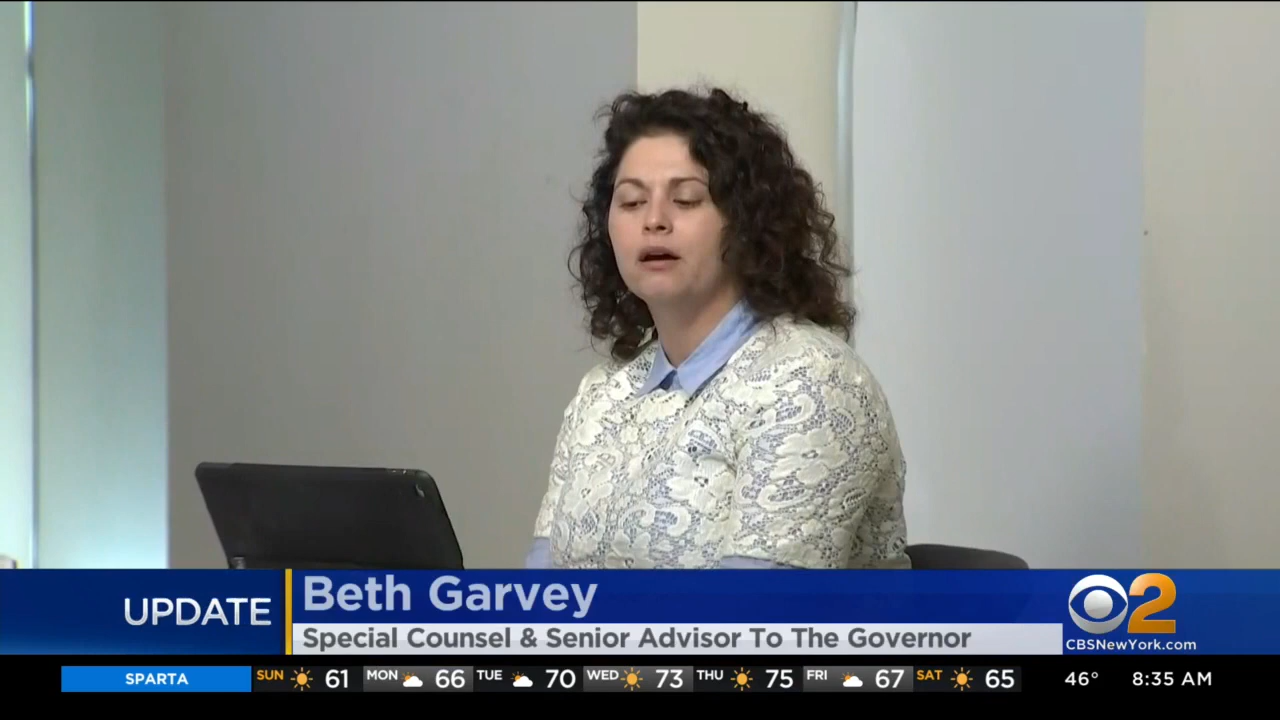 UPDATE
Beth Garvey
Special Counsel & Senior Advisor To The Governor
2
CBSNewYork.com
SPARTA SUN 61 MON 66 TUE 70 WED 73 THU 75 FRI 67 SAT 65 46° 8:35 AM